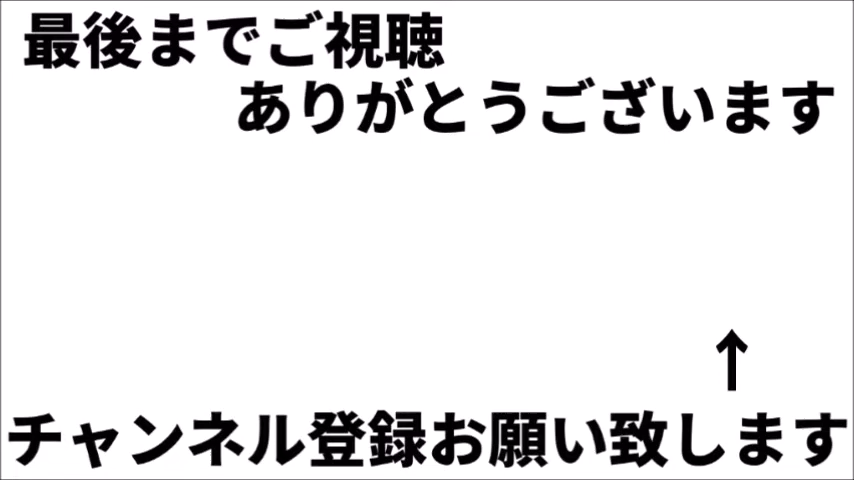 最後までご視聴
ありがとうございます
↑
チャンネル登録お願い致します